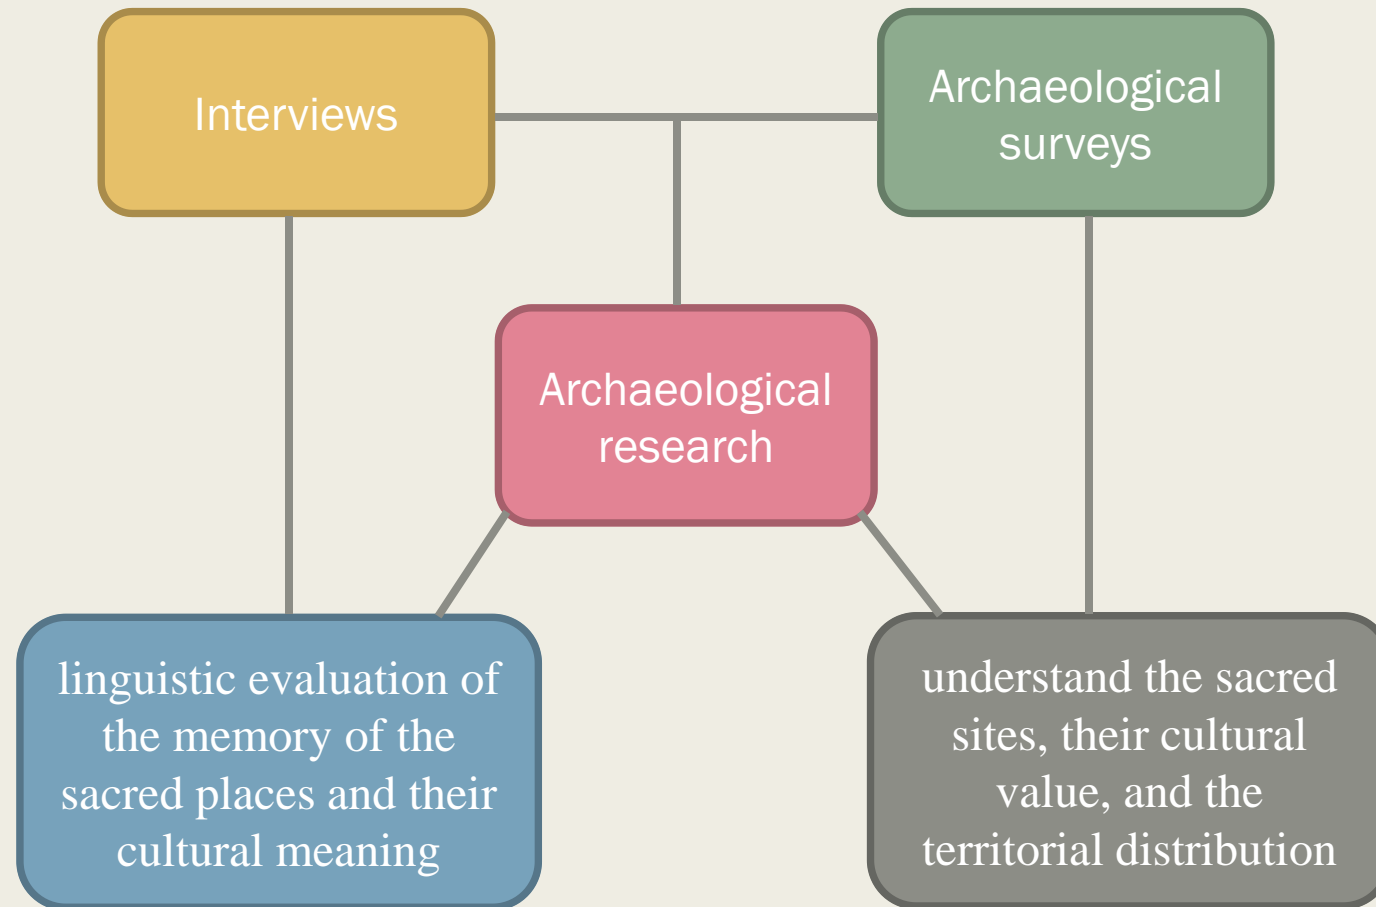 Interviews
Archaeological
surveys
Archaeological
research
linguistic evaluation of
the memory of the
sacred places and their
cultural meaning
understand the sacred
sites, their cultural
value, and the
territorial distribution